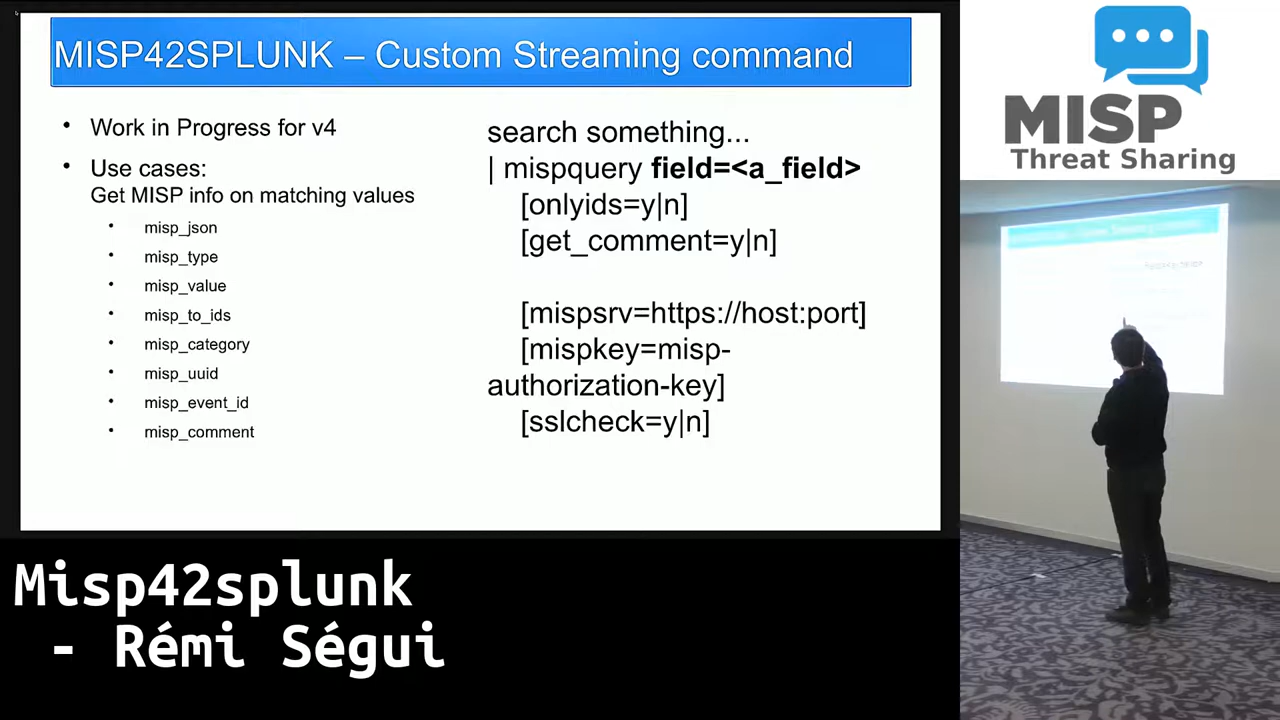 MISP42SPLUNK – Custom Streaming command
• Work in Progress for v4
• Use cases:
Get MISP info on matching values
• misp_json
• misp_type
• misp_value
• misp_to_ids
• misp_category
• misp_uuid
• misp_event_id
• misp_comment
search something...
| mispquery field=<a_field>
[onlyids=y|n]
[get_comment=y|n]
[mispsrv=https://host:port]
[mispkey=misp-
authorization-key]
[sslcheck=y|n]
MISP
Threat Sharing
Misp42splunk
- Rémi Ségui